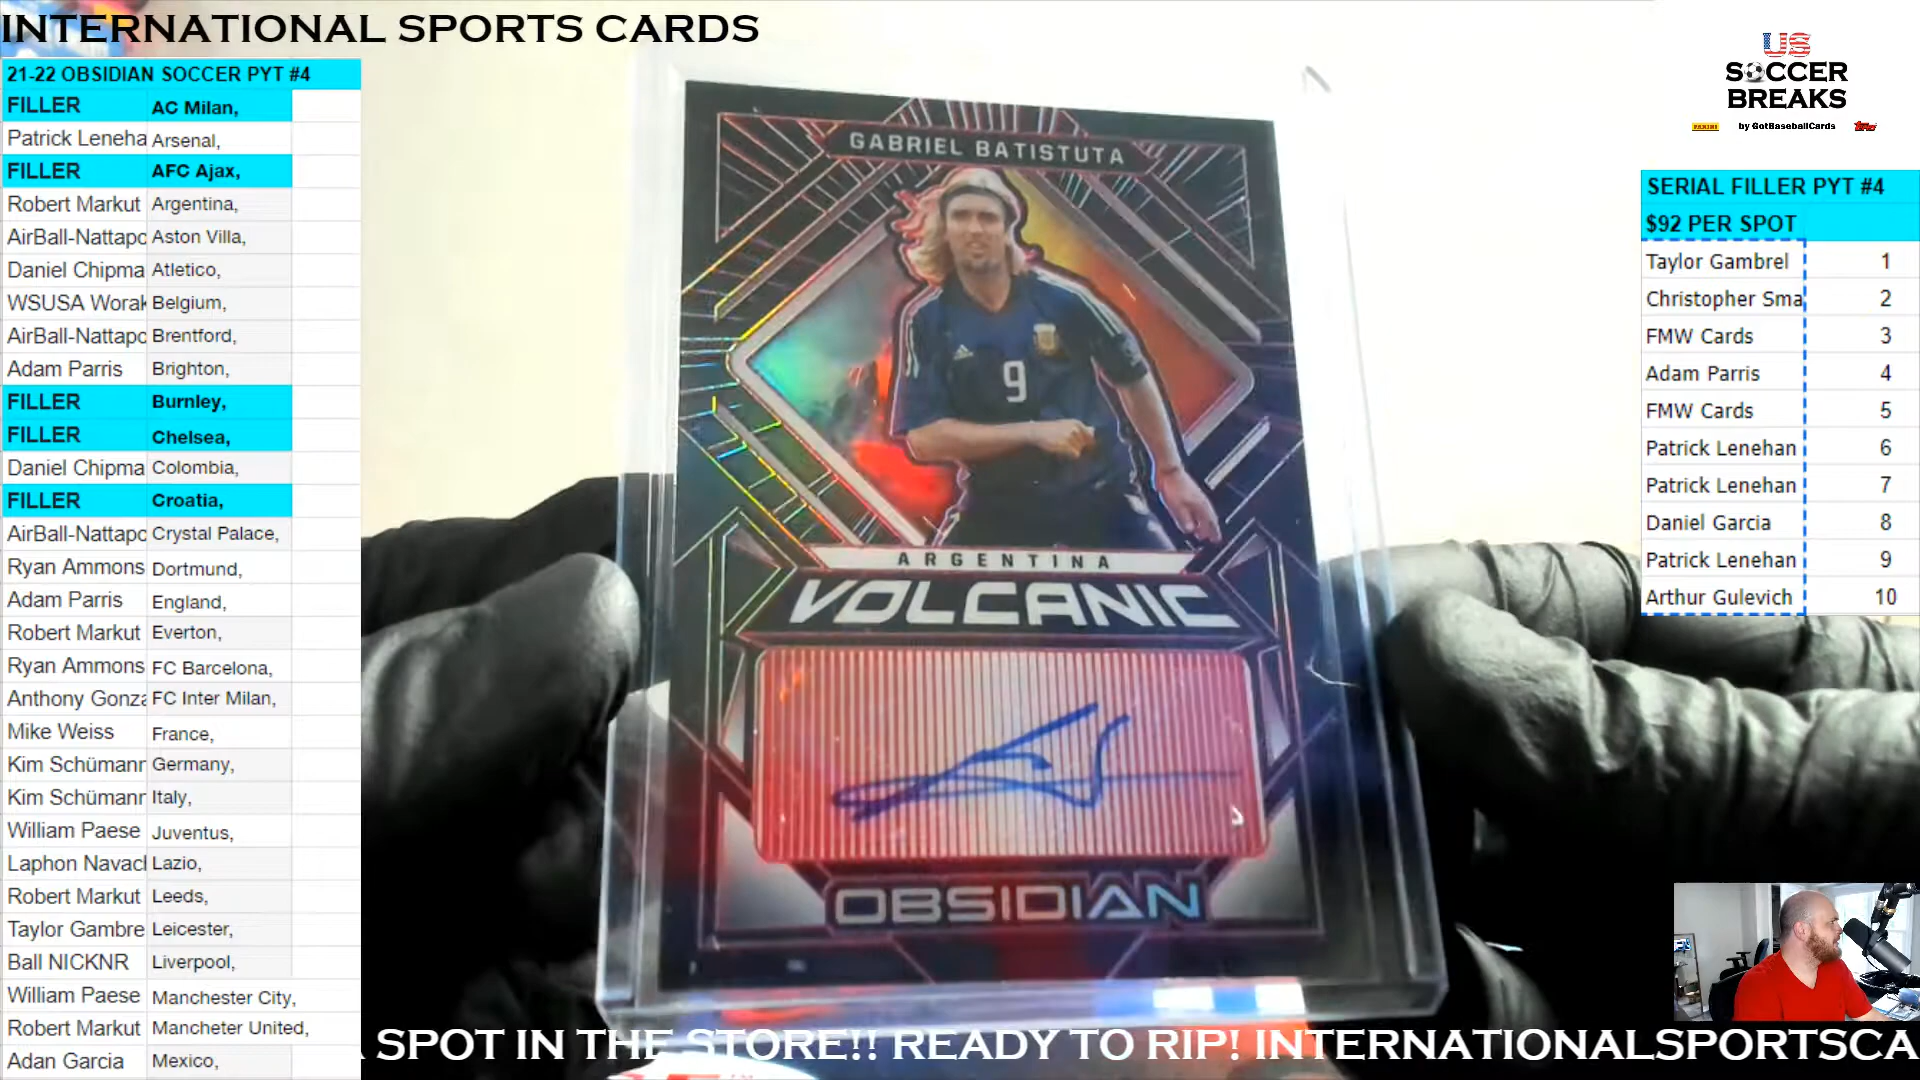 INTERNATIONAL SPORTS CARDS
21-22 OBSIDIAN SOCCER PYT #4
FILLER AC Milan,
Patrick Leneha Arsenal,
FILLER AFC Ajax,
Robert Markut Argentina,
AirBall-Nattapo Aston Villa,
Daniel Chipma Atletico,
WSUSA Worak Belgium,
AirBall-Nattapo Brentford,
Adam Parris Brighton,
FILLER Burnley,
FILLER Chelsea,
Daniel Chipma Colombia,
FILLER Croatia,
AirBall-Nattapo Crystal Palace,
Ryan Ammons Dortmund,
Adam Parris England,
Robert Markut Everton,
Ryan Ammons FC Barcelona,
Anthony Gonza FC Inter Milan,
Mike Weiss France,
Kim Schümann Germany,
Kim Schümann Italy,
William Paese Juventus,
Laphon Navacl Lazio,
Robert Markut Leeds,
Taylor Gambre Leicester,
Ball NICKNR Liverpool,
William Paese Manchester City,
Robert Markut Mancheter United,
Adan Garcia Mexico,
GABRIEL BATISTUTA
9
ARGENTINA
VOLCANIC
OBSIDIAN
US
SOCCER
BREAKS
PANINI by GotBaseballCards Topps
SERIAL FILLER PYT #4
$92 PER SPOT
Taylor Gambrel 1
Christopher Sma 2
FMW Cards 3
Adam Parris 4
FMW Cards 5
Patrick Lenehan 6
Patrick Lenehan 7
Daniel Garcia 8
Patrick Lenehan 9
Arthur Gulevich 10
SPOT IN THE STORE!! READY TO RIP! INTERNATIONALSPORTSCA